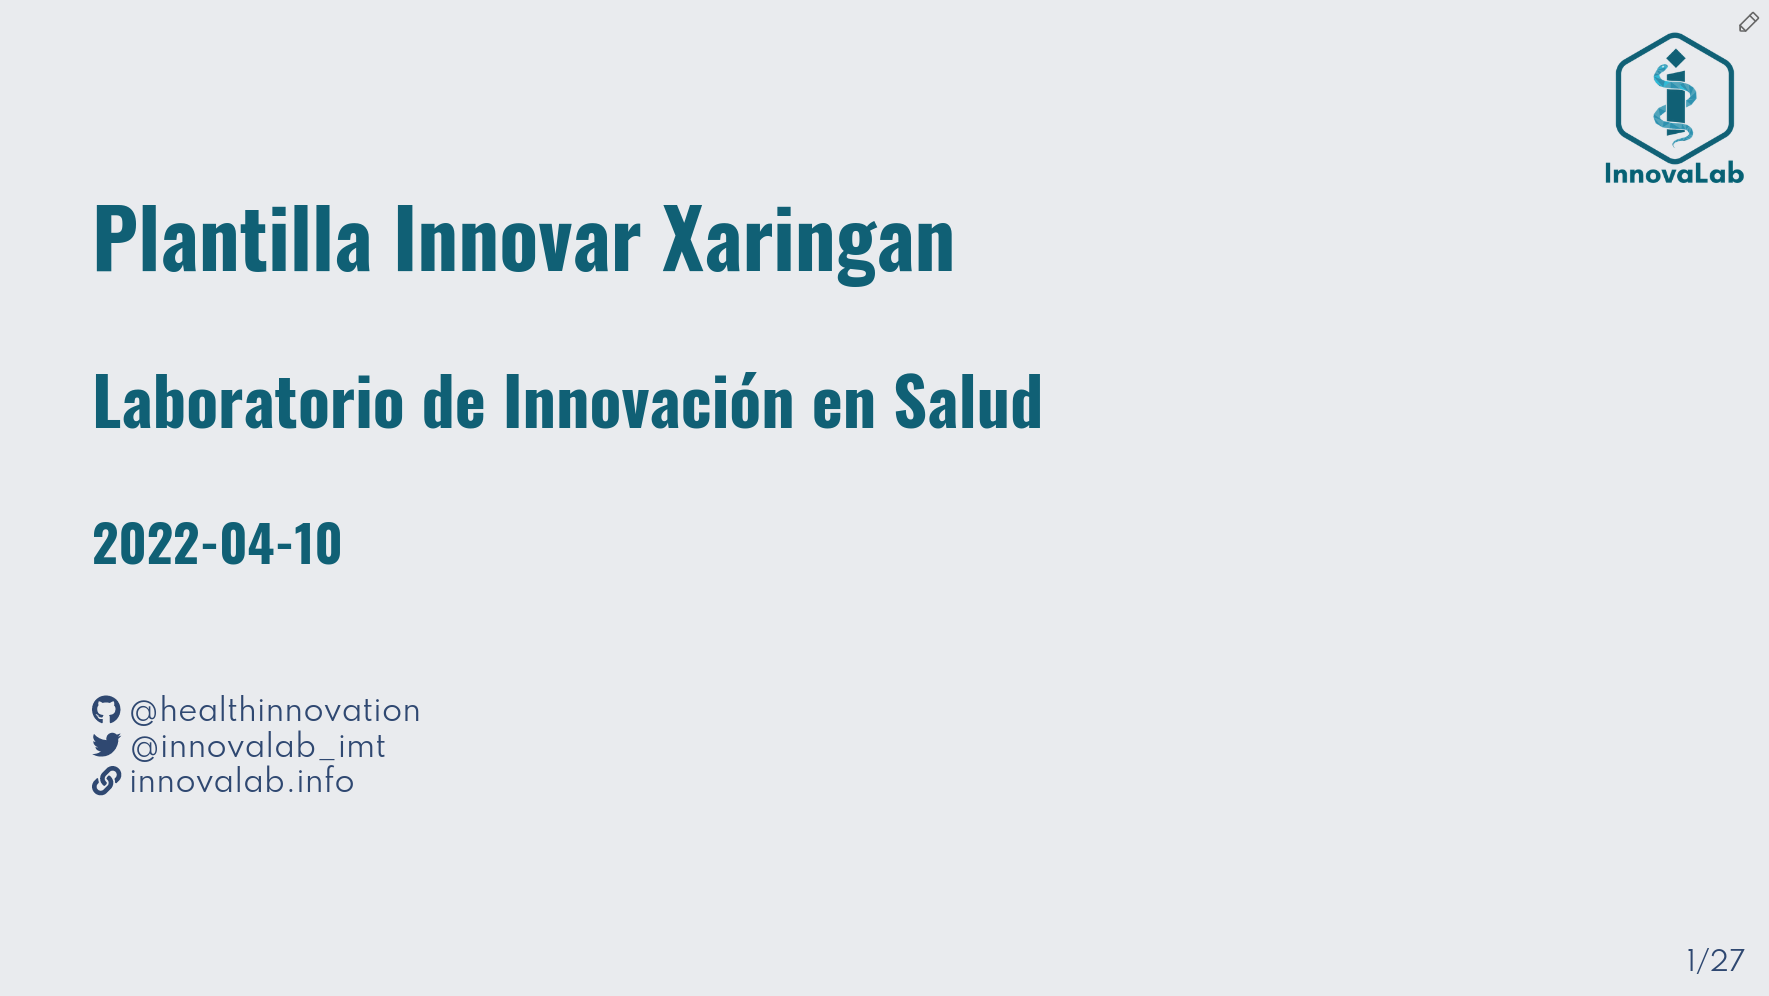 InnovaLab
Plantilla Innovar Xaringan
Laboratorio de Innovación en Salud
2022-04-10
@healthinnovation
@innovalab_imt
innovalab.info
1/27